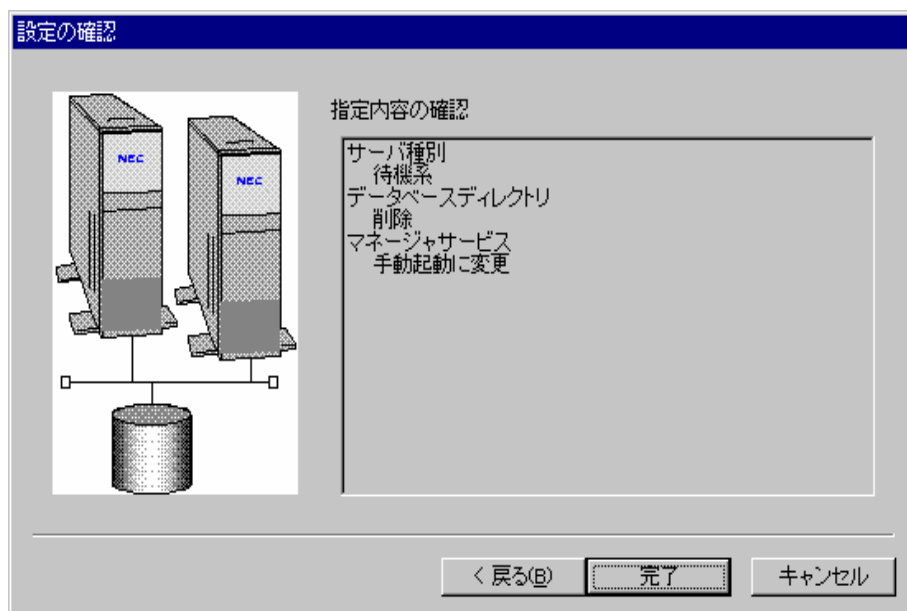 設定の確認
NEC
NEC
指定内容の確認
サーバ種別
待機系
データベースディレクトリ
削除
マネージャサービス
手動起動に変更
< 戻る(B)
完了
キャンセル